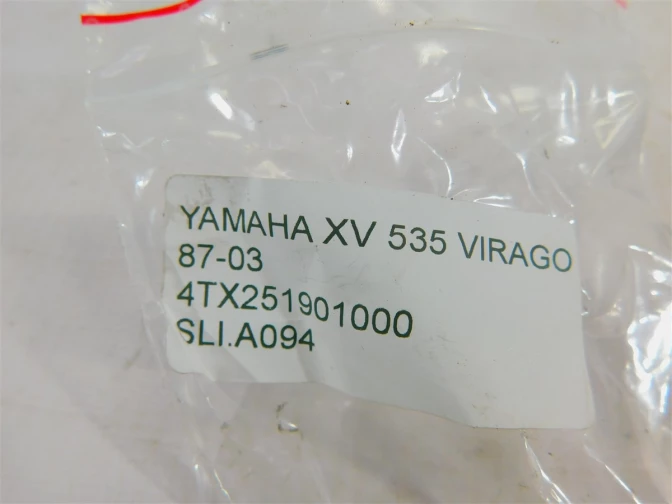 YAMAHA XV 535 VIRAGO
87-03
4TX251901000
SLI.A094